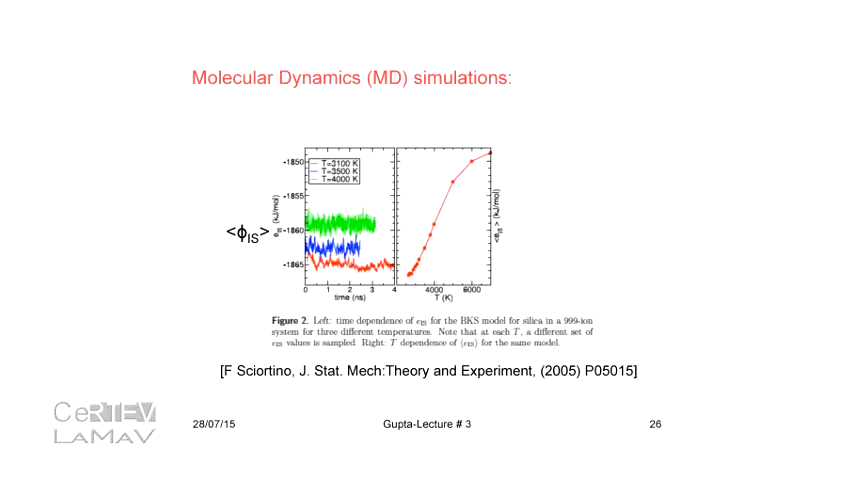 Molecular Dynamics (MD) simulations:
-1850
-1855
-1860
-1865
T=3100 K
T=3500 K
T=4000 K
<ϕIS>
eIS (kJ/mol)
<eIS> (kJ/mol)
0 1 2 3 4
time (ns)
4000 6000
T (K)
Figure 2. Left: time dependence of eIS for the BKS model for silica in a 999-ion
system for three different temperatures. Note that at each T, a different set of
eIS values is sampled. Right: T dependence of ⟨eIS⟩ for the same model.
[F Sciortino, J. Stat. Mech:Theory and Experiment, (2005) P05015]
CeRTEV
LaMaV
28/07/15 Gupta-Lecture # 3 26